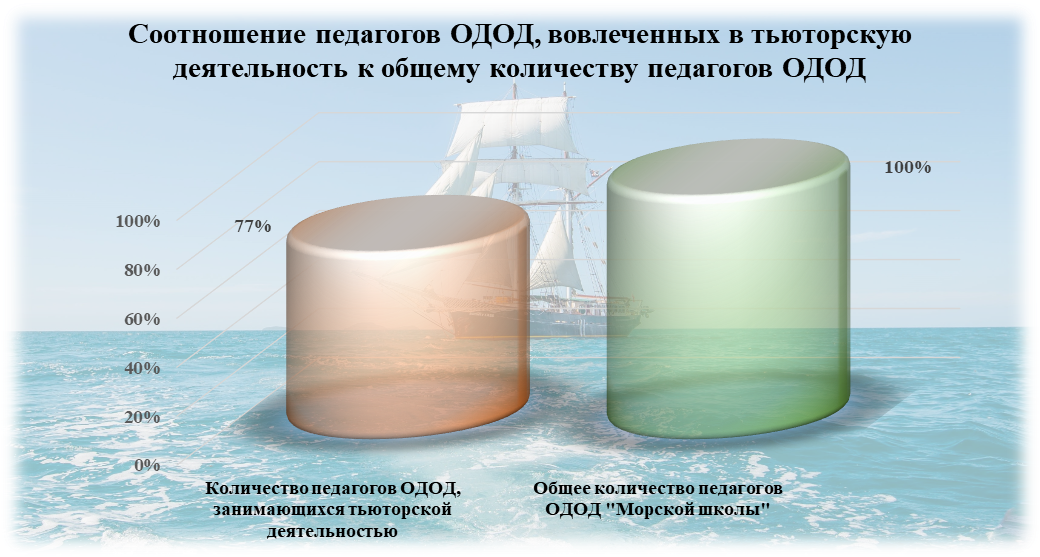 Соотношение педагогов ОДОД, вовлеченных в тьюторскую
деятельность к общему количеству педагогов ОДОД
100%
100%
77%
80%
60%
40%
20%
0%
Количество педагогов ОДОД,
занимающихся тьюторской
деятельностью
Общее количество педагогов
ОДОД "Морской школы"